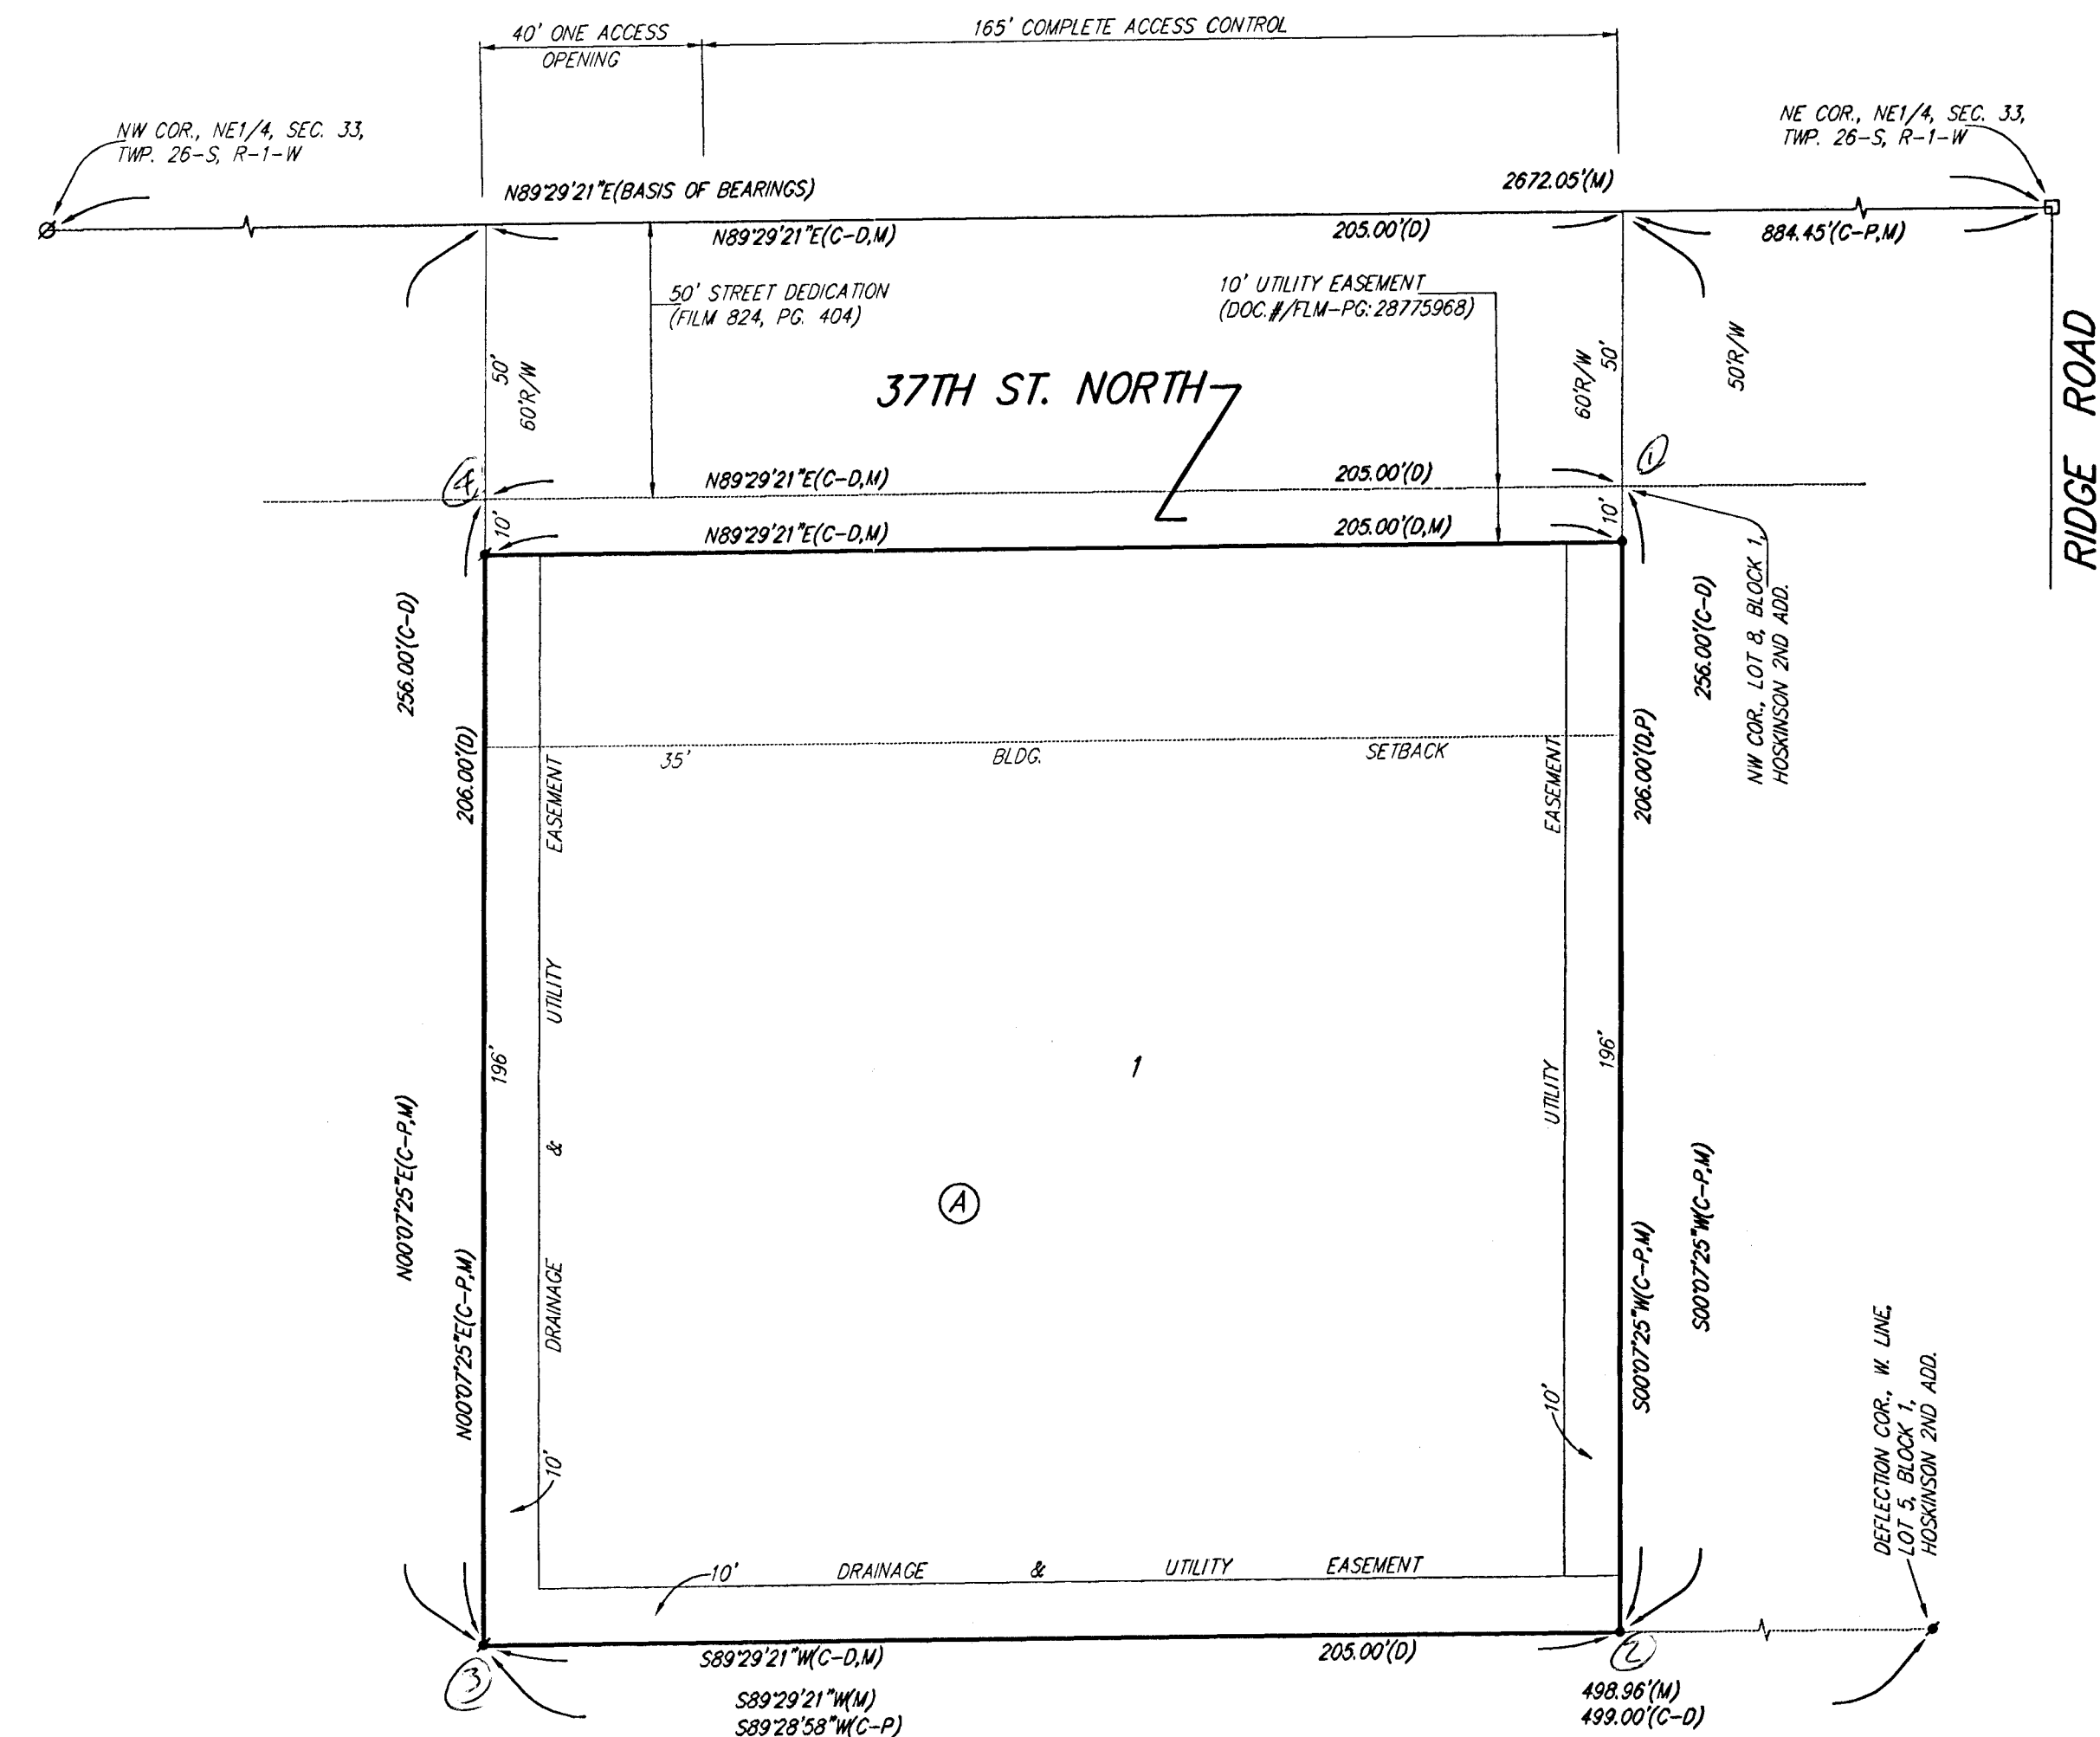 40' ONE ACCESS
OPENING
165' COMPLETE ACCESS CONTROL
NW COR., NE1/4, SEC. 33,
TWP. 26-S, R-1-W
NE COR., NE1/4, SEC. 33,
TWP. 26-S, R-1-W
N89°29'21"E(BASIS OF BEARINGS)
2672.05'(M)
N89°29'21"E(C-D,M)
205.00'(D)
884.45'(C-P,M)
50' STREET DEDICATION
(FILM 824, PG. 404)
10' UTILITY EASEMENT
(DOC.#/FLM-PG: 28775968)
50'
60'R/W
60'R/W
50'
50'R/W
RIDGE ROAD
37TH ST. NORTH
4
1
N89°29'21"E(C-D,M)
205.00'(D)
10'
10'
N89°29'21"E(C-D,M)
205.00'(D,M)
NW COR., LOT 8, BLOCK 1,
HOSKINSON 2ND ADD.
256.00'(C-D)
256.00'(C-D)
206.00'(D)
206.00'(D,P)
35' BLDG. SETBACK
DRAINAGE & UTILITY EASEMENT
UTILITY EASEMENT
196'
196'
1
A
N00°07'25"E(C-P,M)
N00°07'25"E(C-P,M)
S00°07'25"W(C-P,M)
S00°07'25"W(C-P,M)
10'
10'
DEFLECTION COR., W. LINE,
LOT 5, BLOCK 1,
HOSKINSON 2ND ADD.
10' DRAINAGE & UTILITY EASEMENT
3
2
S89°29'21"W(C-D,M)
205.00'(D)
S89°29'21"W(M)
S89°28'58"W(C-P)
498.96'(M)
499.00'(C-D)